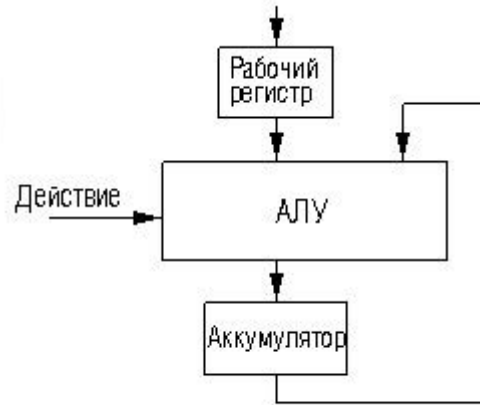 Рабочий
регистр
Действие
АЛУ
Аккумулятор